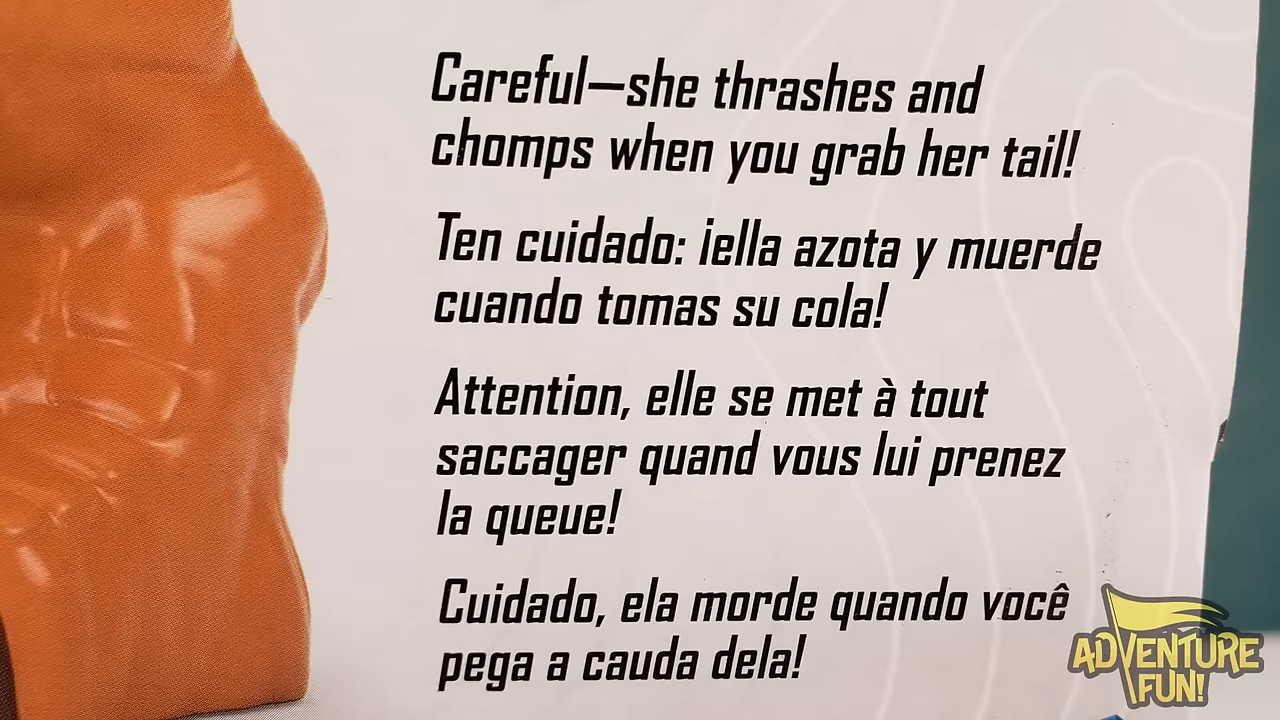 Careful—she thrashes and
chomps when you grab her tail!
Ten cuidado: ¡ella azota y muerde
cuando tomas su cola!
Attention, elle se met à tout
saccager quand vous lui prenez
la queue!
Cuidado, ela morde quando você
pega a cauda dela!
ADVENTURE
FUN!